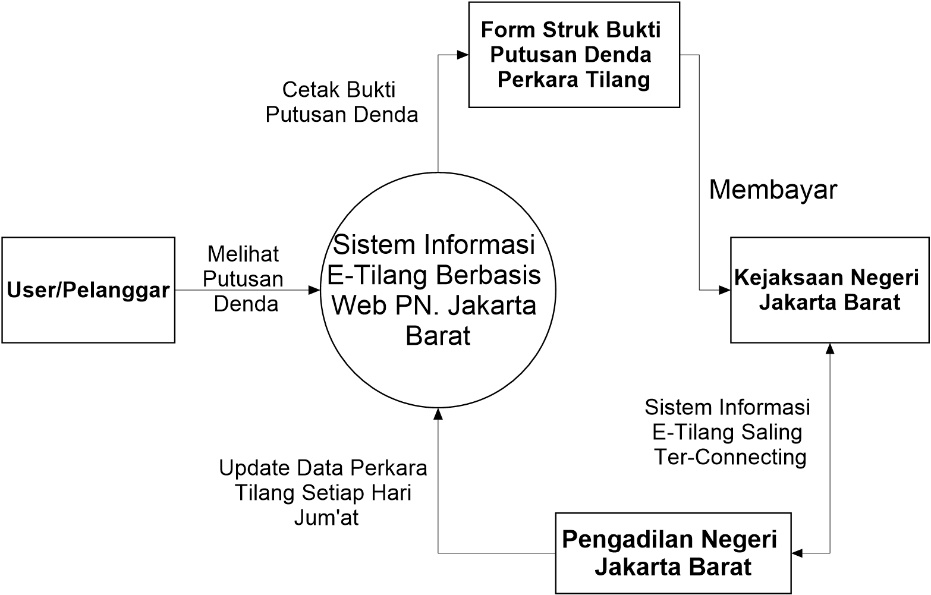 Form Struk Bukti
Putusan Denda
Perkara Tilang
Cetak Bukti
Putusan Denda
Membayar
User/Pelanggar
Melihat
Putusan
Denda
Sistem Informasi
E-Tilang Berbasis
Web PN. Jakarta
Barat
Kejaksaan Negeri
Jakarta Barat
Sistem Informasi
E-Tilang Saling
Ter-Connecting
Update Data Perkara
Tilang Setiap Hari
Jum'at
Pengadilan Negeri
Jakarta Barat